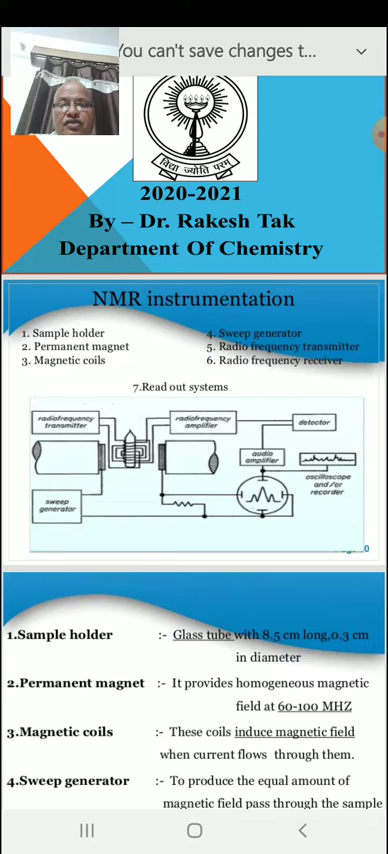 You can't save changes t...
विद्या ज्योति परम्
2020-2021
By – Dr. Rakesh Tak
Department Of Chemistry
NMR instrumentation
1. Sample holder
2. Permanent magnet
3. Magnetic coils
4. Sweep generator
5. Radio frequency transmitter
6. Radio frequency receiver
7.Read out systems
radiofrequency
transmitter
radiofrequency
amplifier
detector
audio
amplifier
oscilloscope
and/or
recorder
sweep
generator
0
1.Sample holder :- Glass tube with 8.5 cm long,0.3 cm
in diameter
2.Permanent magnet :- It provides homogeneous magnetic
field at 60-100 MHZ
3.Magnetic coils :- These coils induce magnetic field
when current flows through them.
4.Sweep generator :- To produce the equal amount of
magnetic field pass through the sample